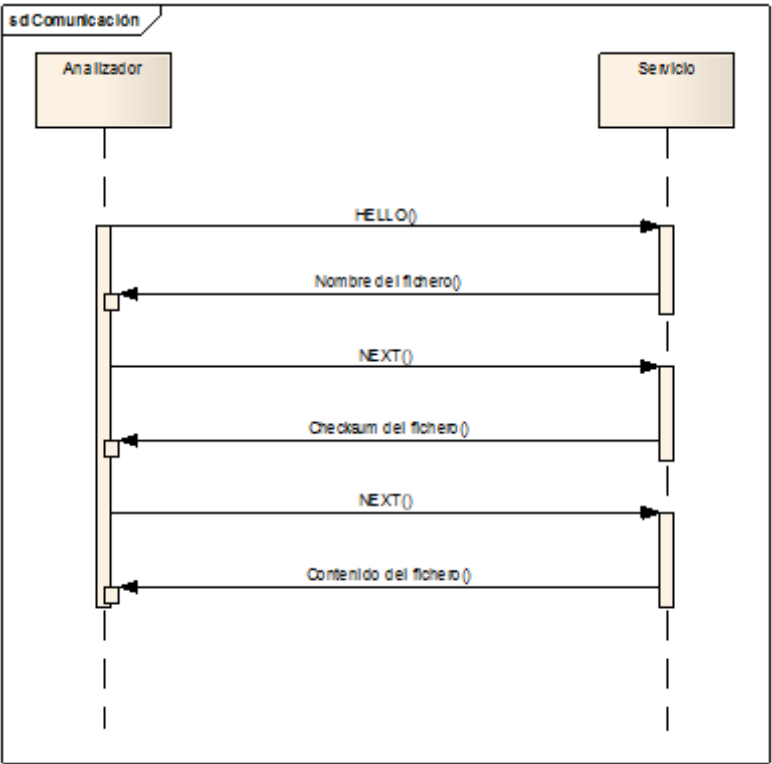 sd Comunicación
Analizador
Servicio
HELLO()
Nombre del fichero()
NEXT()
Checksum del fichero()
NEXT()
Contenido del fichero()